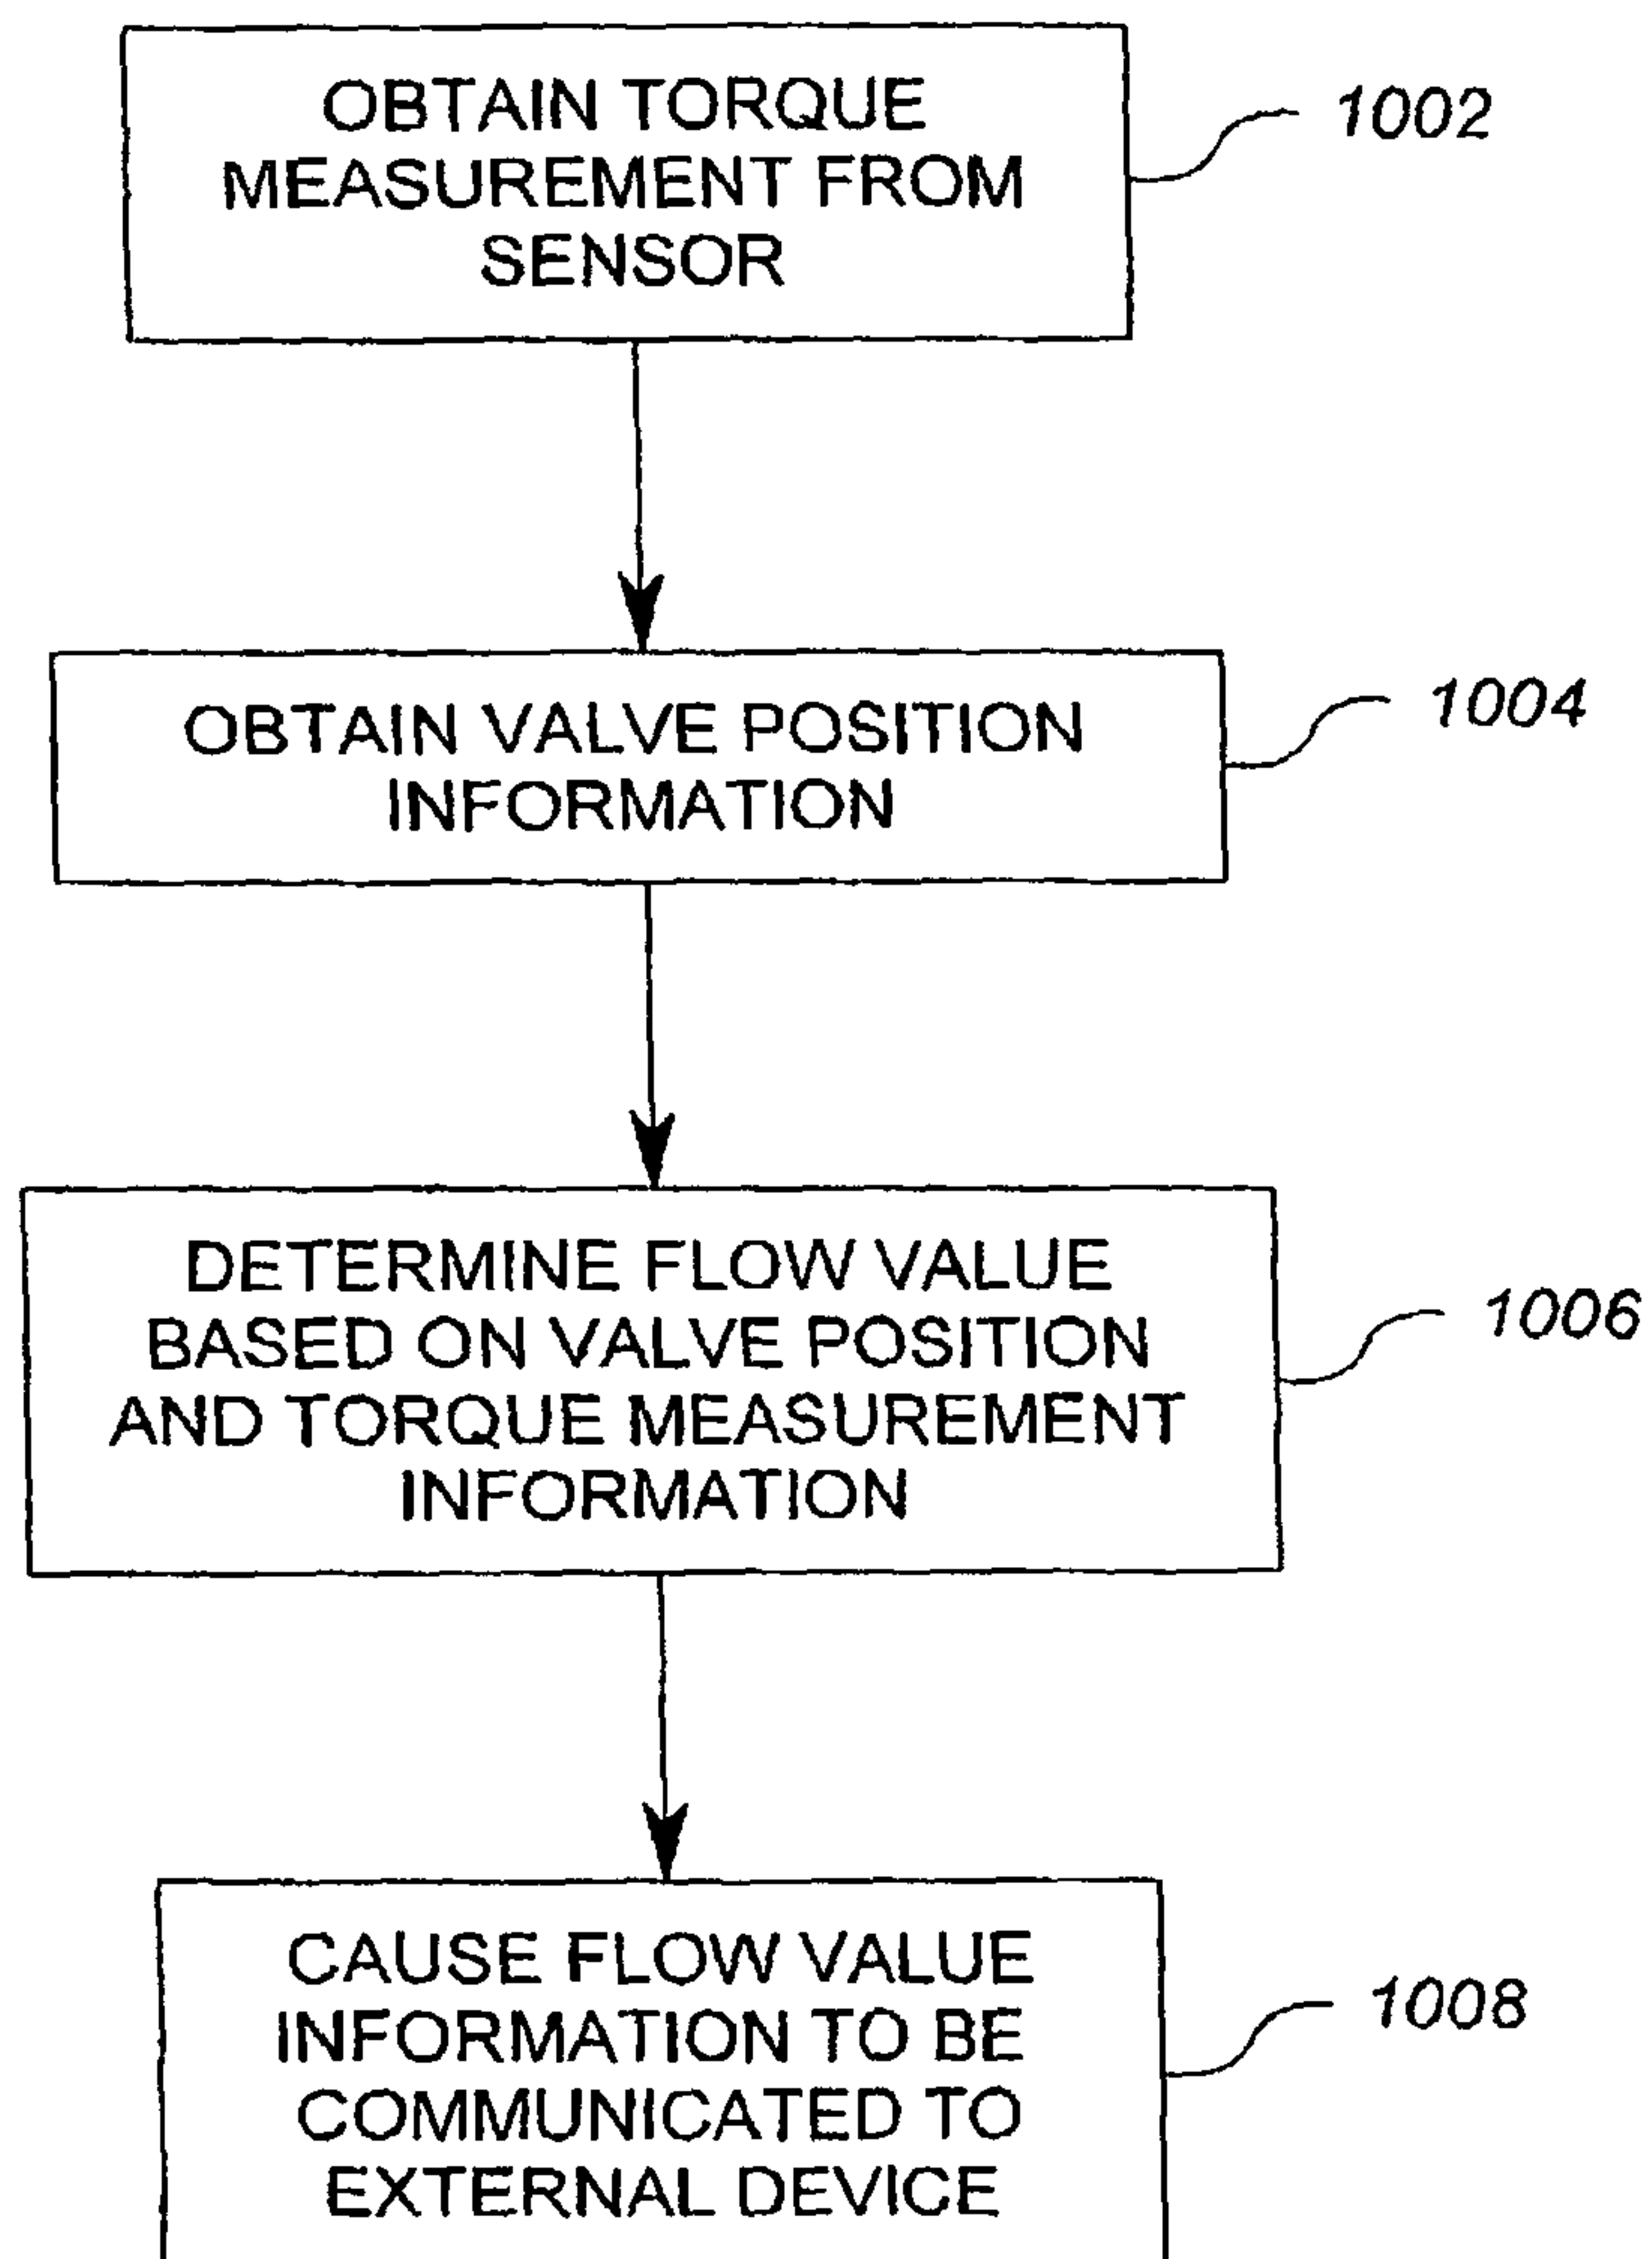 OBTAIN TORQUE
MEASUREMENT FROM
SENSOR
1002
OBTAIN VALVE POSITION
INFORMATION
1004
DETERMINE FLOW VALUE
BASED ON VALVE POSITION
AND TORQUE MEASUREMENT
INFORMATION
1006
CAUSE FLOW VALUE
INFORMATION TO BE
COMMUNICATED TO
EXTERNAL DEVICE
1008